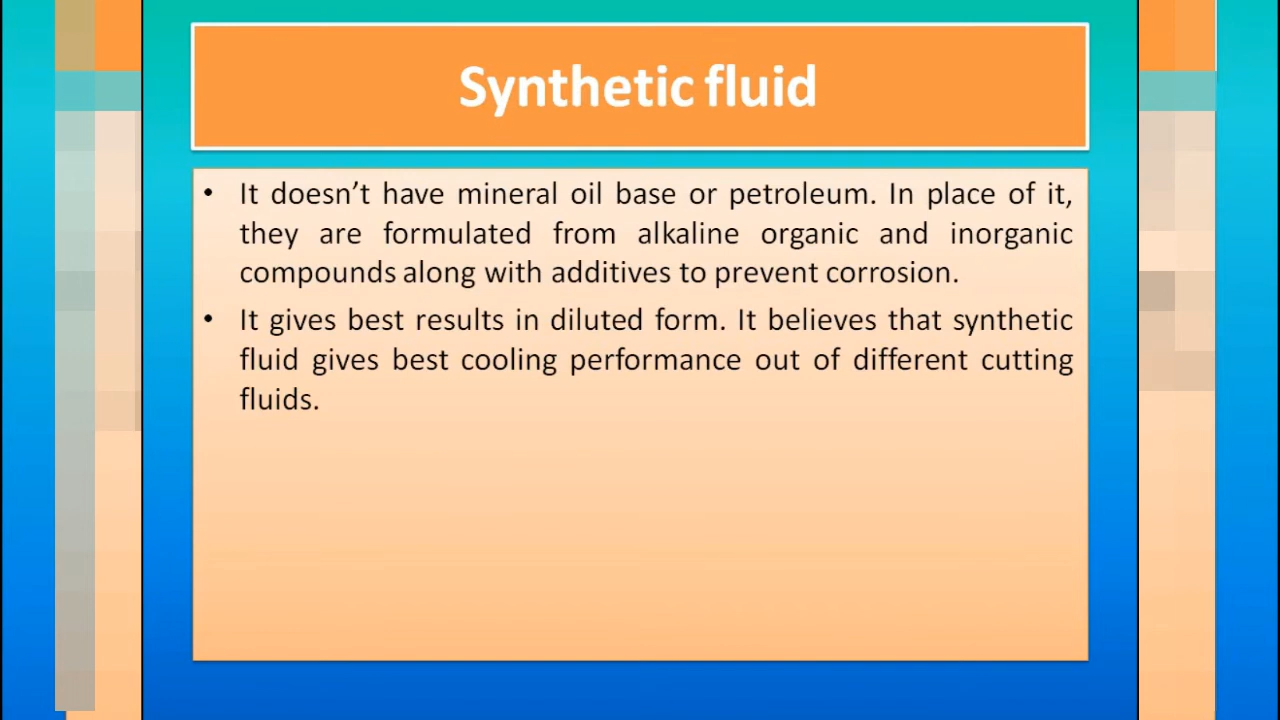 Synthetic fluid
• It doesn’t have mineral oil base or petroleum. In place of it,
they are formulated from alkaline organic and inorganic
compounds along with additives to prevent corrosion.
• It gives best results in diluted form. It believes that synthetic
fluid gives best cooling performance out of different cutting
fluids.